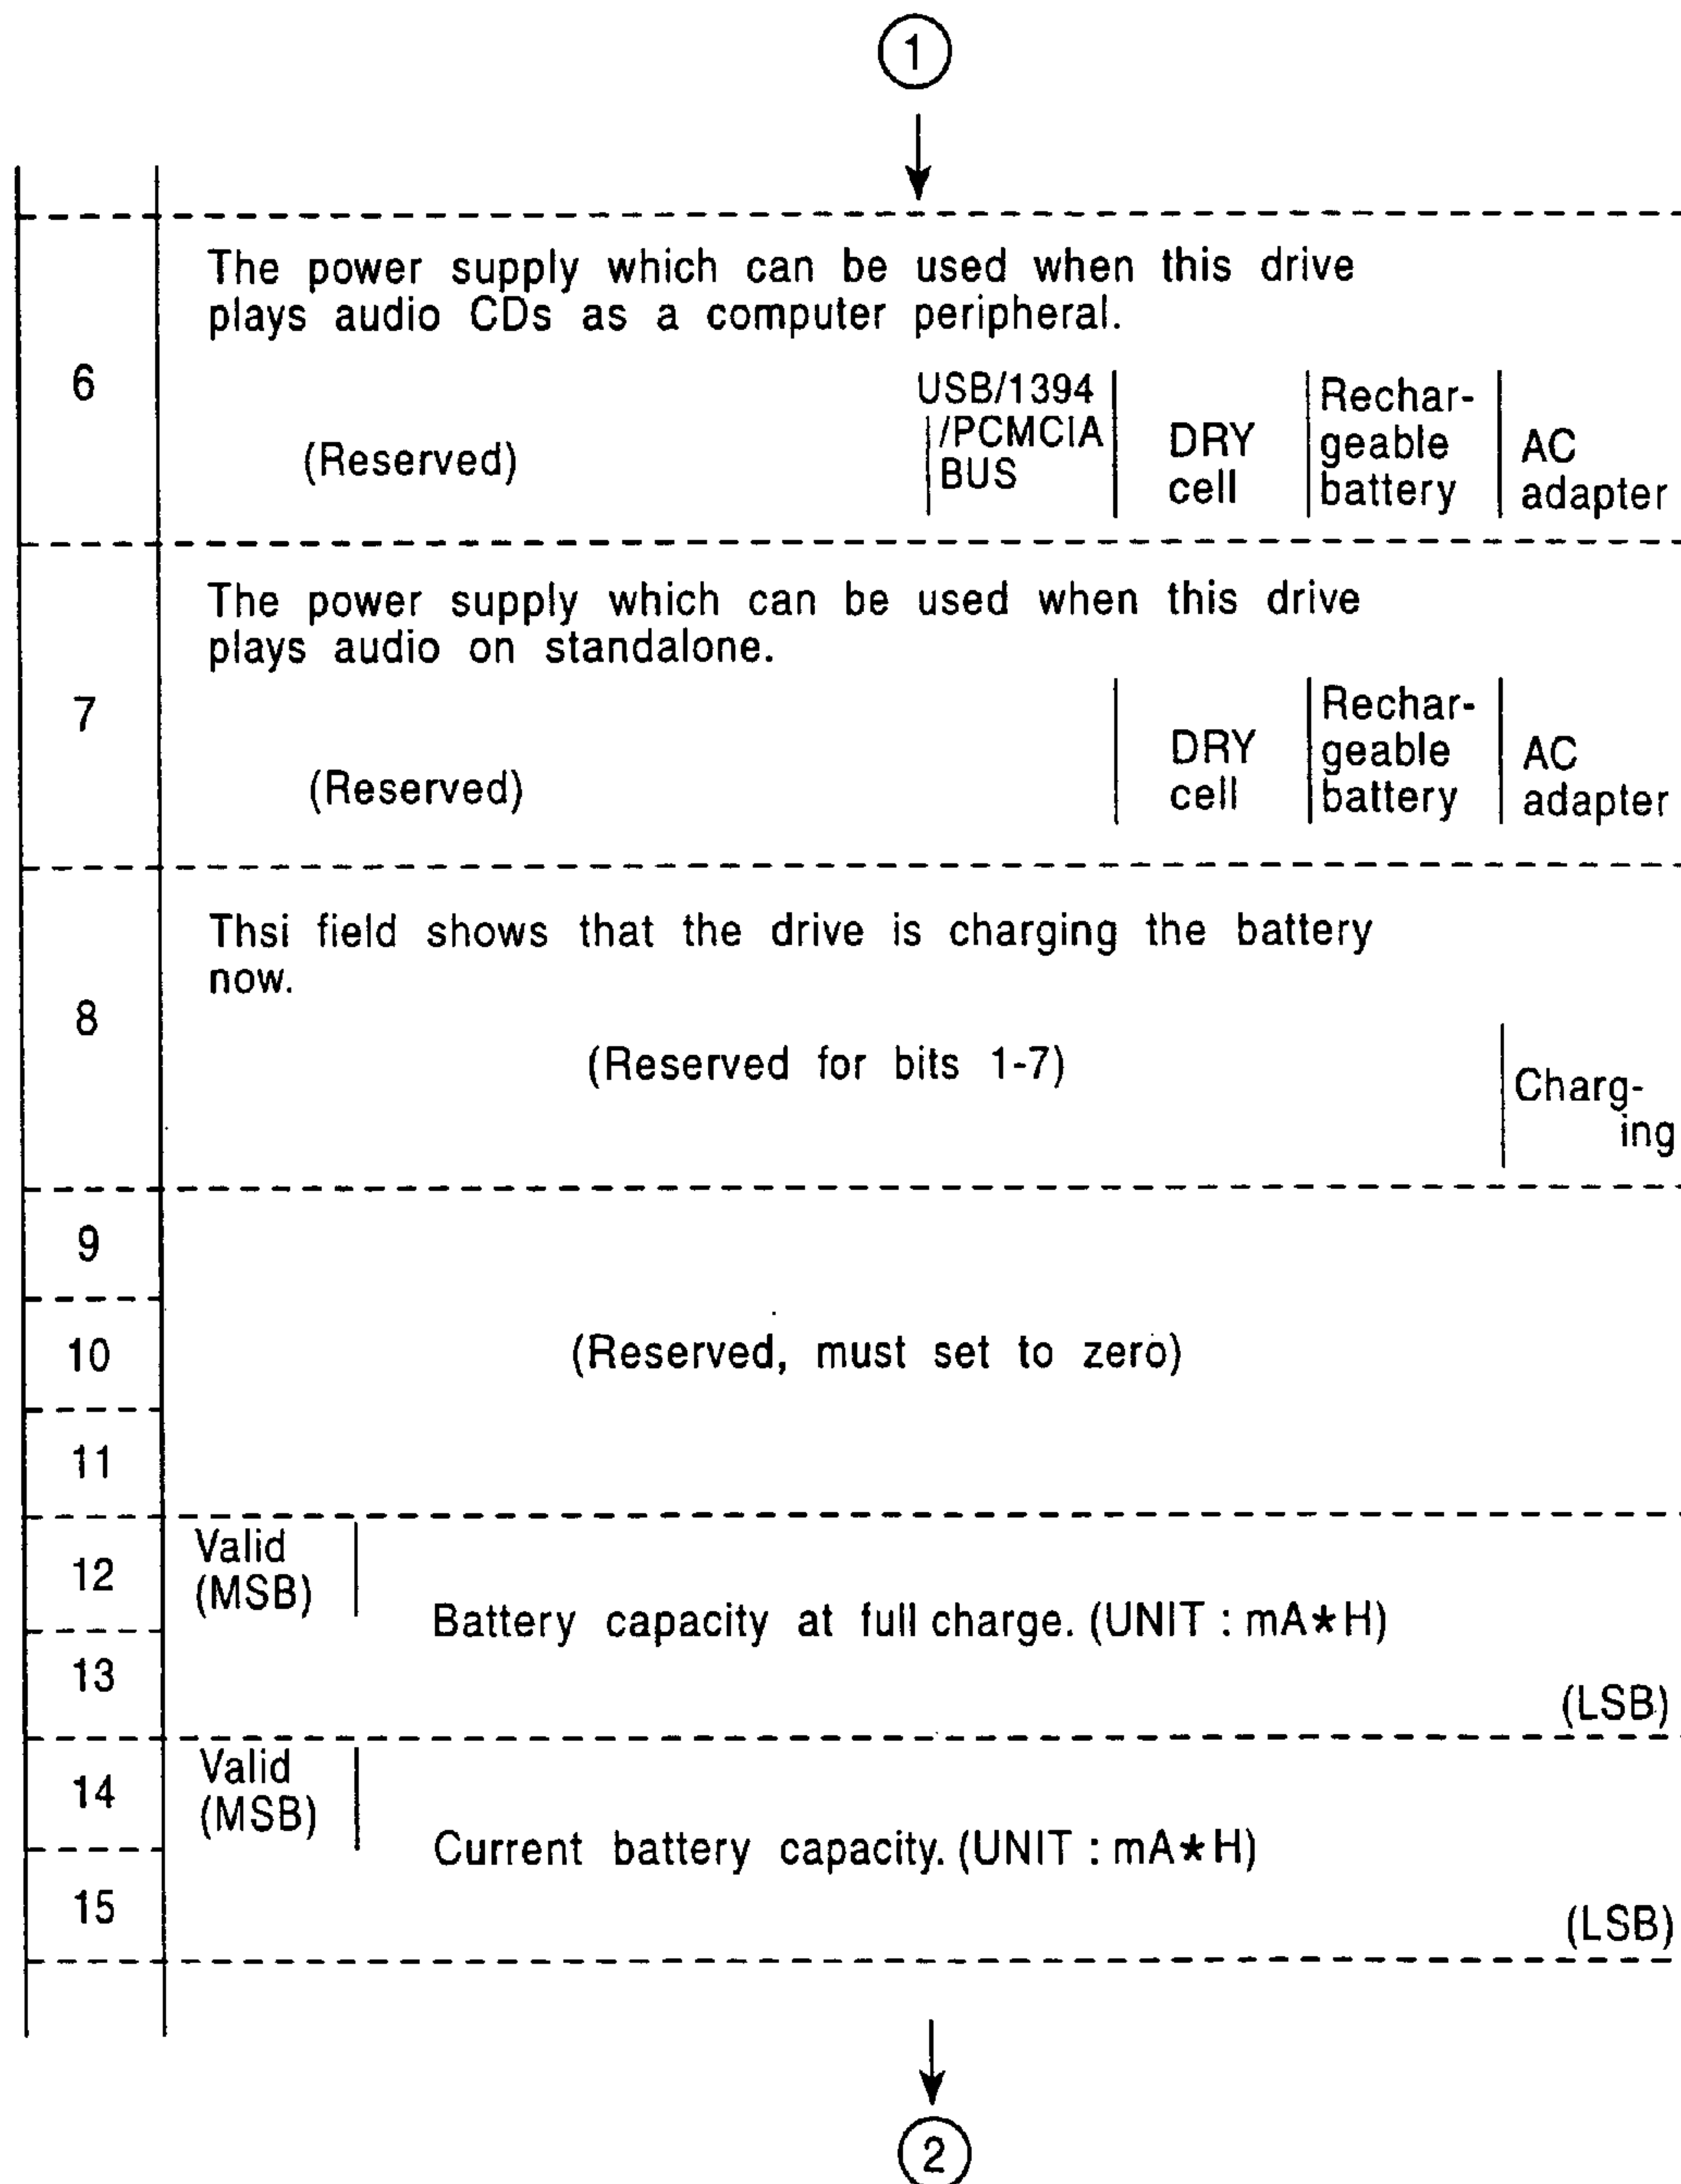 1
The power supply which can be used when this drive
plays audio CDs as a computer peripheral.
6
(Reserved)
USB/1394
/PCMCIA
BUS
DRY
cell
Rechar-
geable
battery
AC
adapter
The power supply which can be used when this drive
plays audio on standalone.
7
(Reserved)
DRY
cell
Rechar-
geable
battery
AC
adapter
Thsi field shows that the drive is charging the battery
now.
8
(Reserved for bits 1-7)
Charg-
ing
9
10
(Reserved, must set to zero)
11
12
Valid
(MSB)
Battery capacity at full charge. (UNIT : mA★H)
13
(LSB)
14
Valid
(MSB)
Current battery capacity. (UNIT : mA★H)
15
(LSB)
2